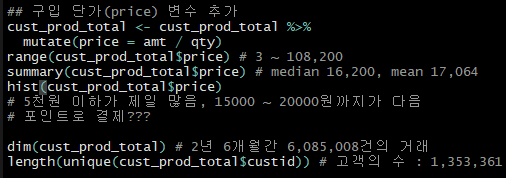 ## 구입 단가(price) 변수 추가
cust_prod_total <- cust_prod_total %>%
mutate(price = amt / qty)
range(cust_prod_total$price) # 3 ~ 108,200
summary(cust_prod_total$price) # median 16,200, mean 17,064
hist(cust_prod_total$price)
# 5천원 이하가 제일 많음, 15000 ~ 20000원까지가 다음
# 포인트로 결제???
dim(cust_prod_total) # 2년 6개월간 6,085,008건의 거래
length(unique(cust_prod_total$custid)) # 고객의 수 : 1,353,361